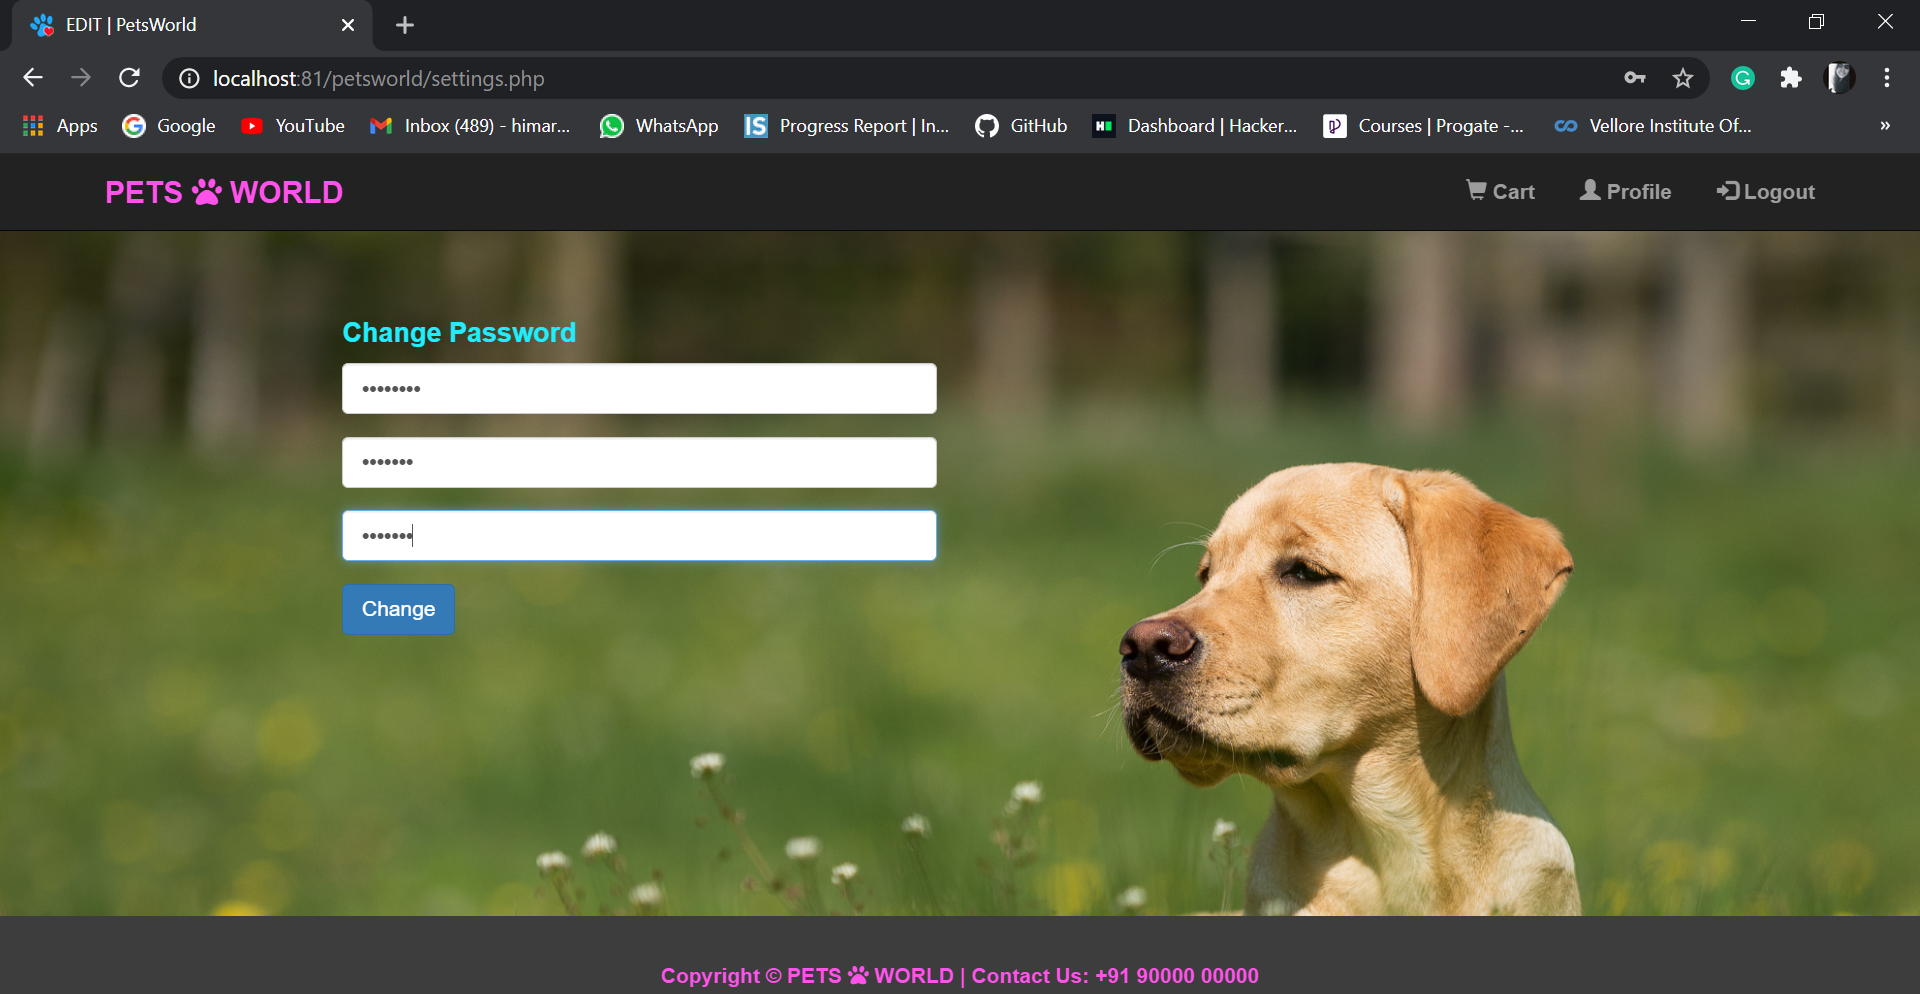 EDIT | PetsWorld
localhost:81/petsworld/settings.php
Apps Google YouTube Inbox (489) - himar... WhatsApp Progress Report | In... GitHub Dashboard | Hacker... Courses | Progate -... Vellore Institute Of... »
PETS WORLD Cart Profile Logout
Change Password
••••••••
•••••••
•••••••
Change
Copyright © PETS WORLD | Contact Us: +91 90000 00000